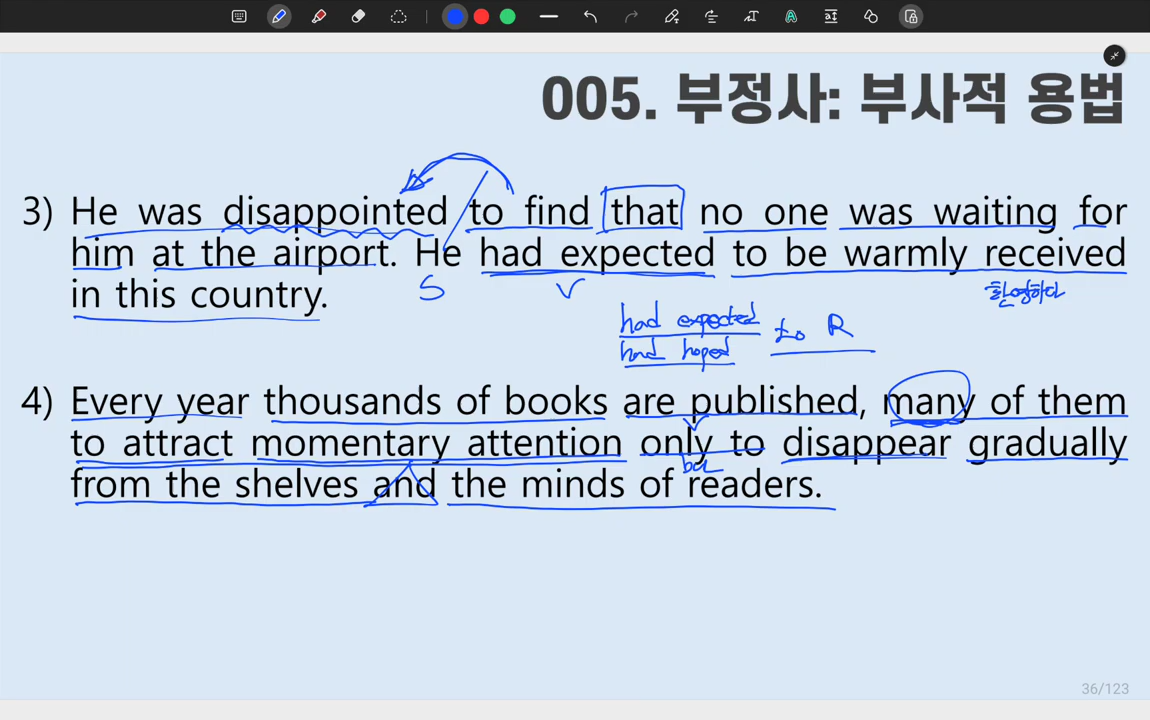 005. 부정사: 부사적 용법
3) He was disappointed to find that no one was waiting for
him at the airport. He had expected to be warmly received
in this country.
S V 환영하다
had expected to R
had hoped
4) Every year thousands of books are published, many of them
to attract momentary attention only to disappear gradually
but
from the shelves and the minds of readers.
36/123